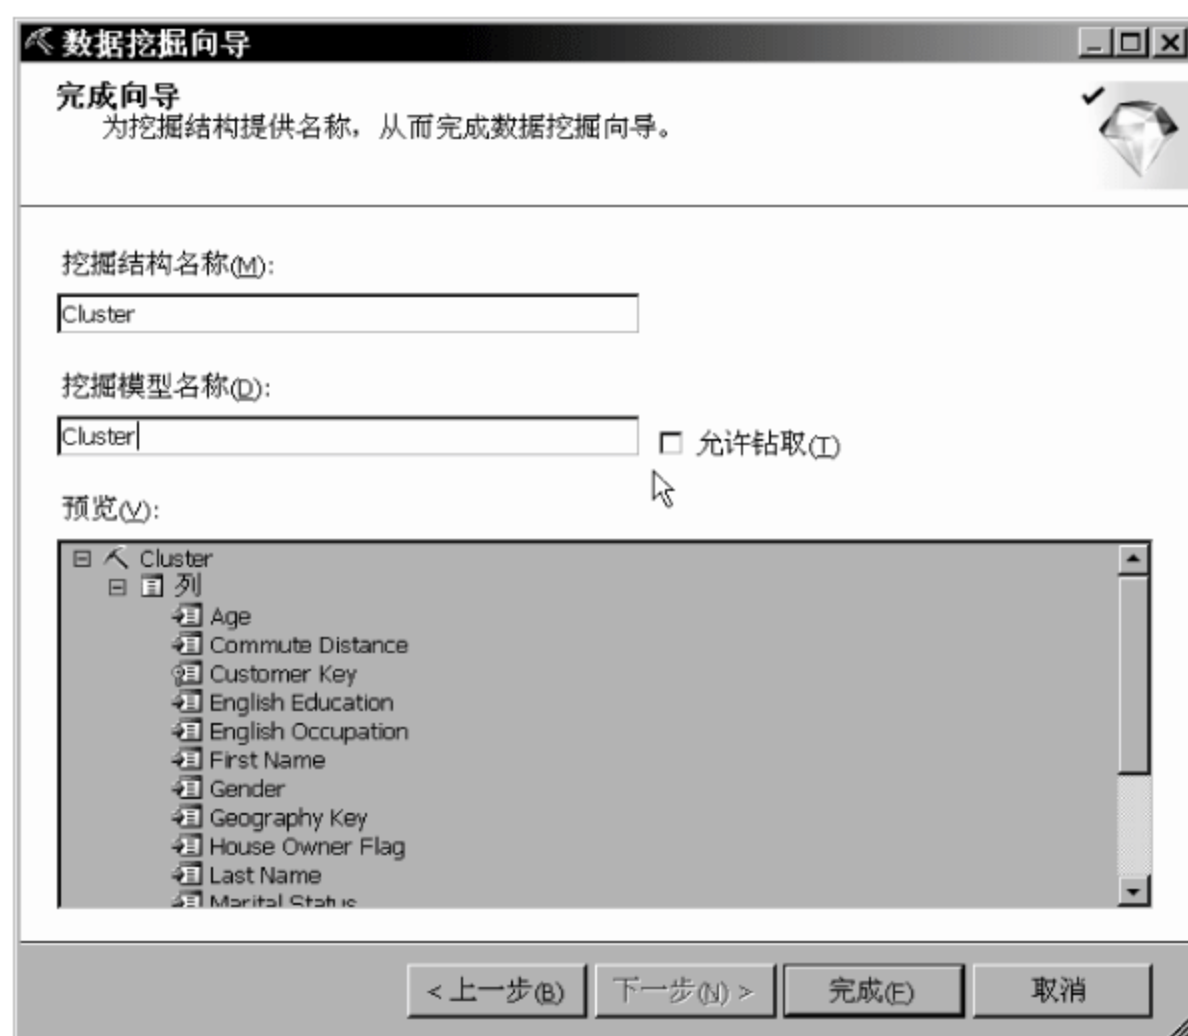 数据挖掘向导
完成向导
为挖掘结构提供名称，从而完成数据挖掘向导。
挖掘结构名称(M):
Cluster
挖掘模型名称(D):
Cluster
允许钻取(T)
预览(V):
Cluster
列
Age
Commute Distance
Customer Key
English Education
English Occupation
First Name
Gender
Geography Key
House Owner Flag
Last Name
Marital Status
<上一步(B) 下一步(N) > 完成(F) 取消